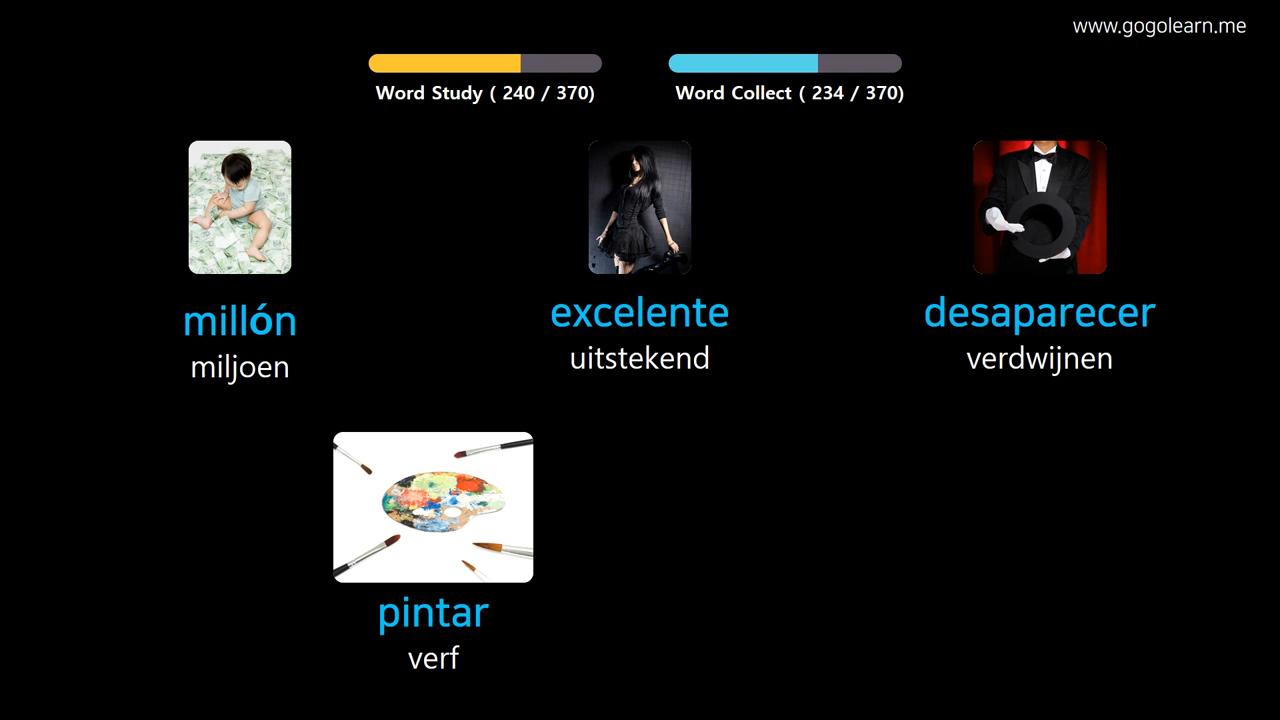 www.gogolearn.me
Word Study ( 240 / 370)
Word Collect ( 234 / 370)
millón
miljoen
excelente
uitstekend
desaparecer
verdwijnen
pintar
verf